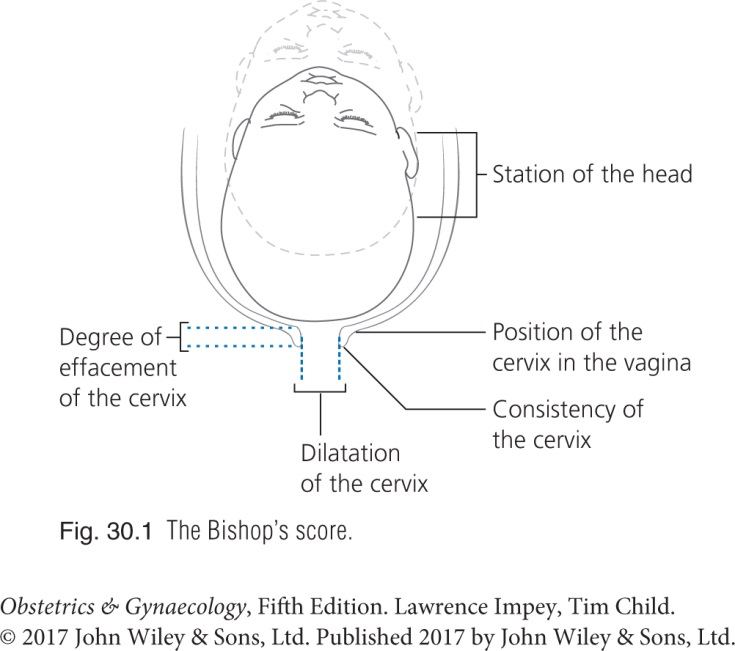 Station of the head
Degree of
effacement
of the cervix
Position of the
cervix in the vagina
Consistency of
the cervix
Dilatation
of the cervix
Fig. 30.1 The Bishop's score.
Obstetrics & Gynaecology, Fifth Edition. Lawrence Impey, Tim Child.
© 2017 John Wiley & Sons, Ltd. Published 2017 by John Wiley & Sons, Ltd.